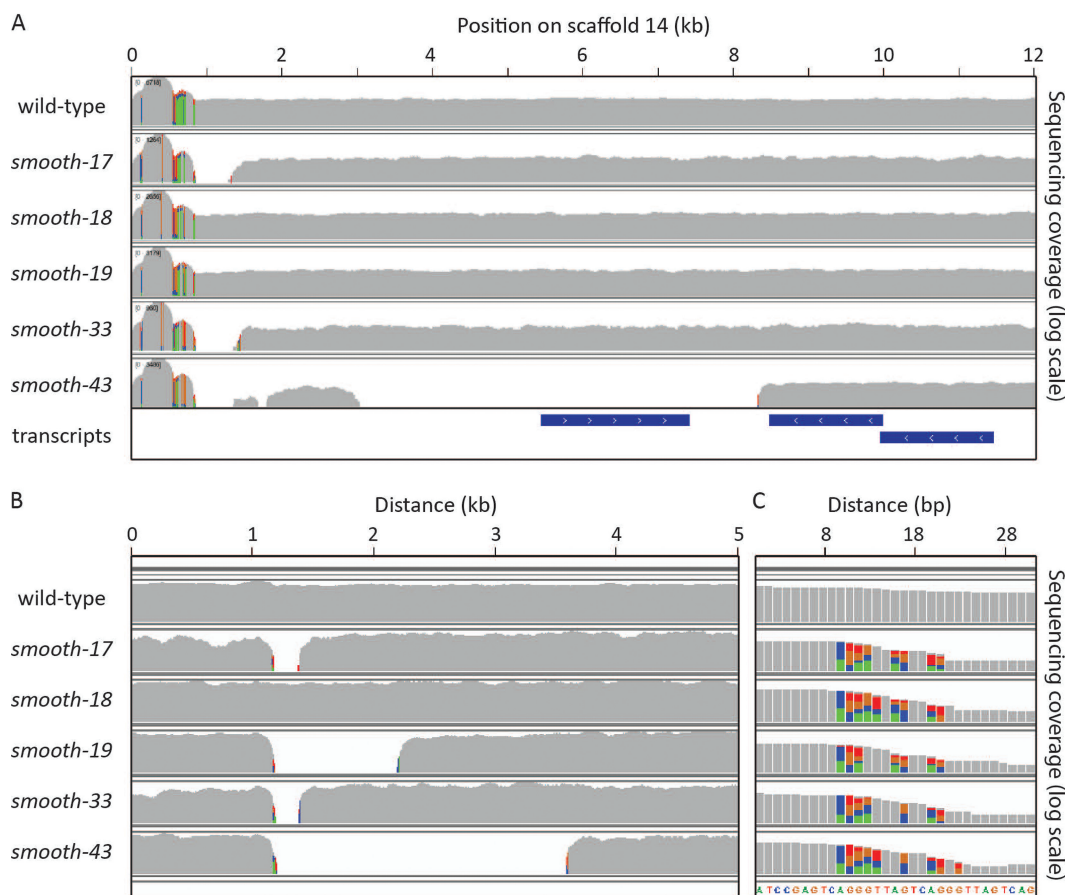 A
Position on scaffold 14 (kb)
0 2 4 6 8 10 12
wild-type
smooth-17
smooth-18
smooth-19
smooth-33
smooth-43
transcripts
Sequencing coverage (log scale)
B
Distance (kb)
0 1 2 3 4 5
wild-type
smooth-17
smooth-18
smooth-19
smooth-33
smooth-43
C
Distance (bp)
8 18 28
Sequencing coverage (log scale)
ATCCGAGTCAGGGTTAGTCAGGGTTAGTCAG